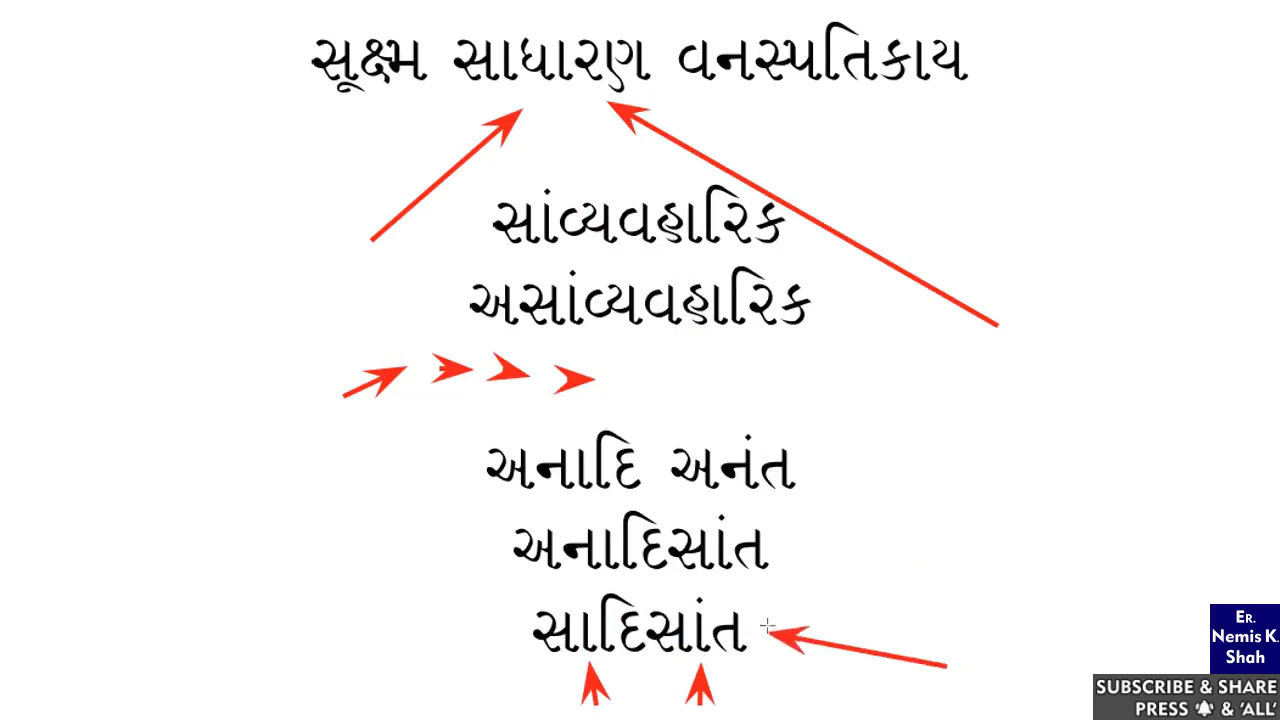 સૂક્ષ્મ સાધારણ વનસ્પતિકાય
સાંવ્યવહારિક
અસાંવ્યવહારિક
અનાદિ અનંત
અનાદિસાંત
સાદિસાંત
ER.
Nemis K.
Shah
SUBSCRIBE & SHARE
PRESS 🔔 & 'ALL'